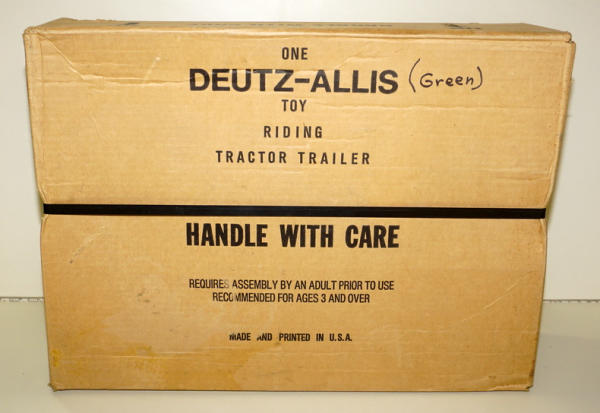 ONE
DEUTZ-ALLIS (Green)
TOY
RIDING
TRACTOR TRAILER
HANDLE WITH CARE
REQUIRES ASSEMBLY BY AN ADULT PRIOR TO USE
RECOMMENDED FOR AGES 3 AND OVER
MADE AND PRINTED IN U.S.A.